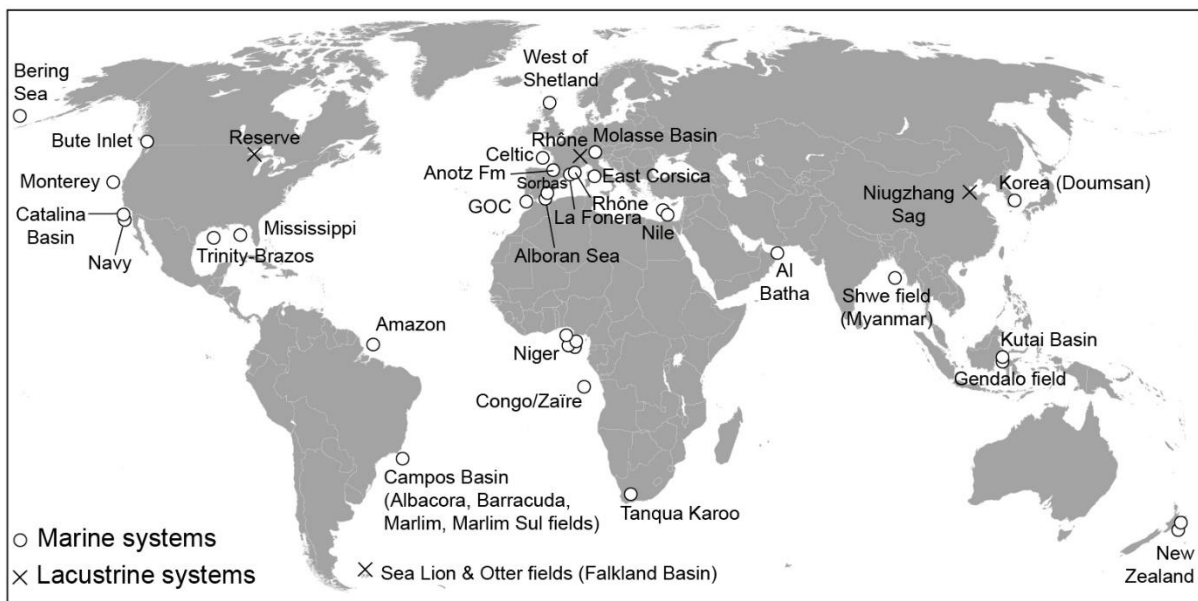 Bering
Sea
West of
Shetland
Bute Inlet
Reserve
Rhône
Molasse Basin
Celtic
Anotz Fm
Monterey
Sorbas
East Corsica
Korea (Doumsan)
Niugzhang
Sag
Catalina
Basin
GOC
Rhône
La Fonera
Mississippi
Nile
Navy
Trinity-Brazos
Alboran Sea
Al
Batha
Shwe field
(Myanmar)
Amazon
Kutai Basin
Niger
Gendalo field
Congo/Zaïre
Campos Basin
(Albacora, Barracuda,
Marlim, Marlim Sul fields)
Tanqua Karoo
Marine systems
Lacustrine systems
Sea Lion & Otter fields (Falkland Basin)
New
Zealand